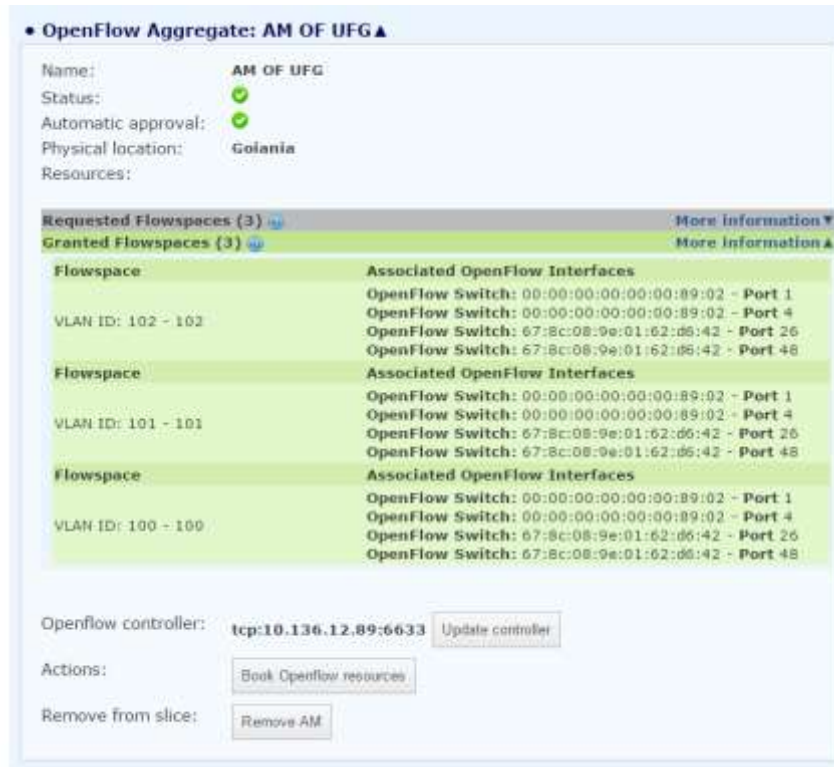 • OpenFlow Aggregate: AM OF UFG▲
Name: AM OF UFG
Status:
Automatic approval:
Physical location: Goiania
Resources:
Requested Flowspaces (3) More information▼
Granted Flowspaces (3) More information▲
Flowspace Associated OpenFlow Interfaces
VLAN ID: 102 - 102
OpenFlow Switch: 00:00:00:00:00:00:89:02 - Port 1
OpenFlow Switch: 00:00:00:00:00:00:89:02 - Port 4
OpenFlow Switch: 67:8c:08:9e:01:62:d6:42 - Port 26
OpenFlow Switch: 67:8c:08:9e:01:62:d6:42 - Port 48
Flowspace Associated OpenFlow Interfaces
VLAN ID: 101 - 101
OpenFlow Switch: 00:00:00:00:00:00:89:02 - Port 1
OpenFlow Switch: 00:00:00:00:00:00:89:02 - Port 4
OpenFlow Switch: 67:8c:08:9e:01:62:d6:42 - Port 26
OpenFlow Switch: 67:8c:08:9e:01:62:d6:42 - Port 48
Flowspace Associated OpenFlow Interfaces
VLAN ID: 100 - 100
OpenFlow Switch: 00:00:00:00:00:00:89:02 - Port 1
OpenFlow Switch: 00:00:00:00:00:00:89:02 - Port 4
OpenFlow Switch: 67:8c:08:9e:01:62:d6:42 - Port 26
OpenFlow Switch: 67:8c:08:9e:01:62:d6:42 - Port 48
Openflow controller: tcp:10.136.12.89:6633 Update controller
Actions: Book Openflow resources
Remove from slice: Remove AM